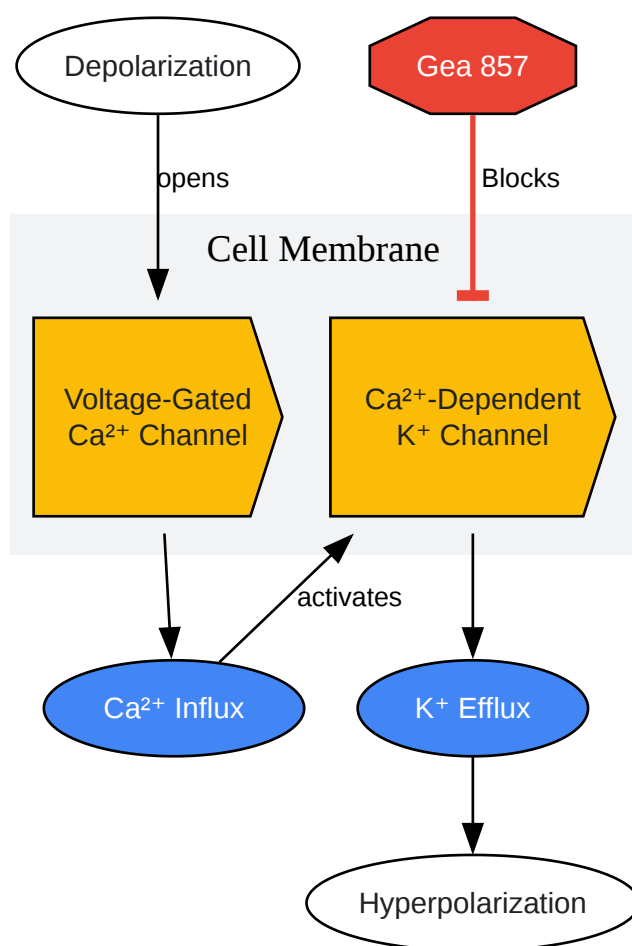 Depolarization
Gea 857
opens
Blocks
Cell Membrane
Voltage-Gated
Ca²⁺ Channel
Ca²⁺-Dependent
K⁺ Channel
activates
Ca²⁺ Influx
K⁺ Efflux
Hyperpolarization